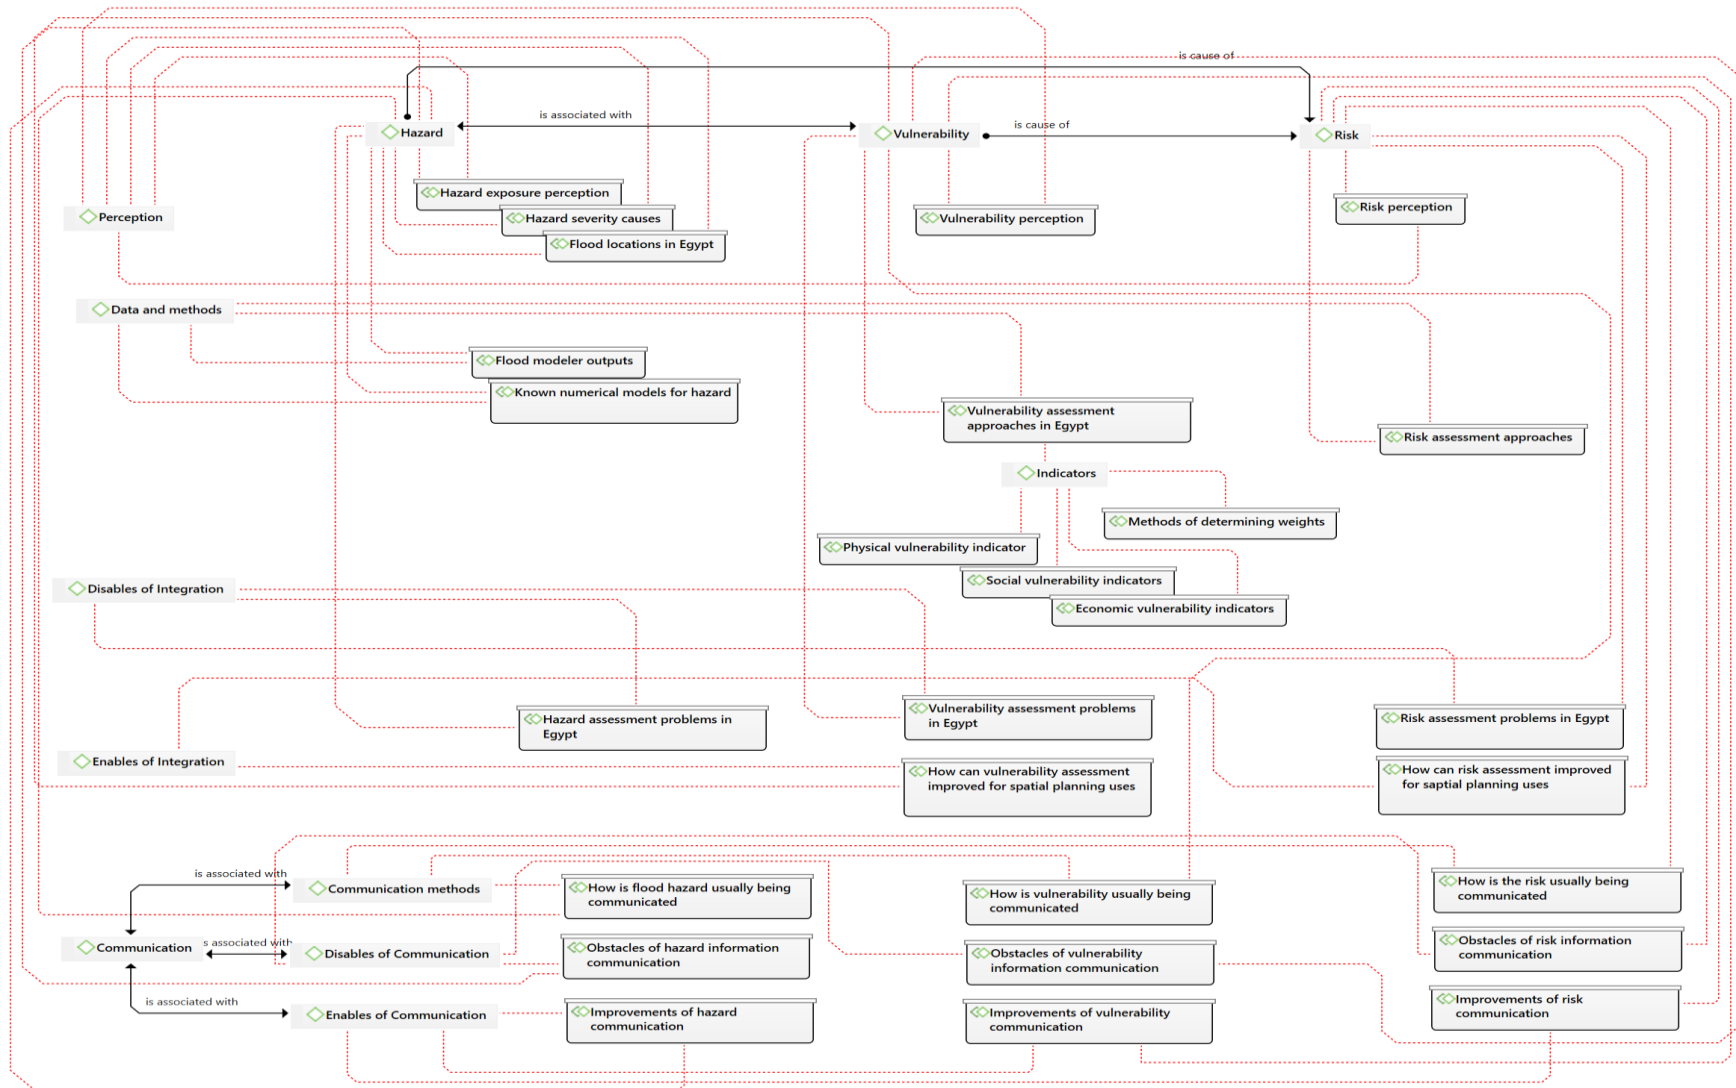 is cause of
is associated with
is cause of
Hazard
Vulnerability
Risk
Hazard exposure perception
Hazard severity causes
Flood locations in Egypt
Perception
Vulnerability perception
Risk perception
Data and methods
Flood modeler outputs
Known numerical models for hazard
Vulnerability assessment
approaches in Egypt
Risk assessment approaches
Indicators
Methods of determining weights
Physical vulnerability indicator
Social vulnerability indicators
Economic vulnerability indicators
Disables of Integration
Hazard assessment problems in
Egypt
Vulnerability assessment problems
in Egypt
Risk assessment problems in Egypt
Enables of Integration
How can vulnerability assessment
improved for spatial planning uses
How can risk assessment improved
for saptial planning uses
is associated with
Communication methods
How is flood hazard usually being
communicated
How is vulnerability usually being
communicated
How is the risk usually being
communicated
Communication
s associated with
Disables of Communication
Obstacles of hazard information
communication
Obstacles of vulnerability
information communication
Obstacles of risk information
communication
is associated with
Enables of Communication
Improvements of hazard
communication
Improvements of vulnerability
communication
Improvements of risk
communication